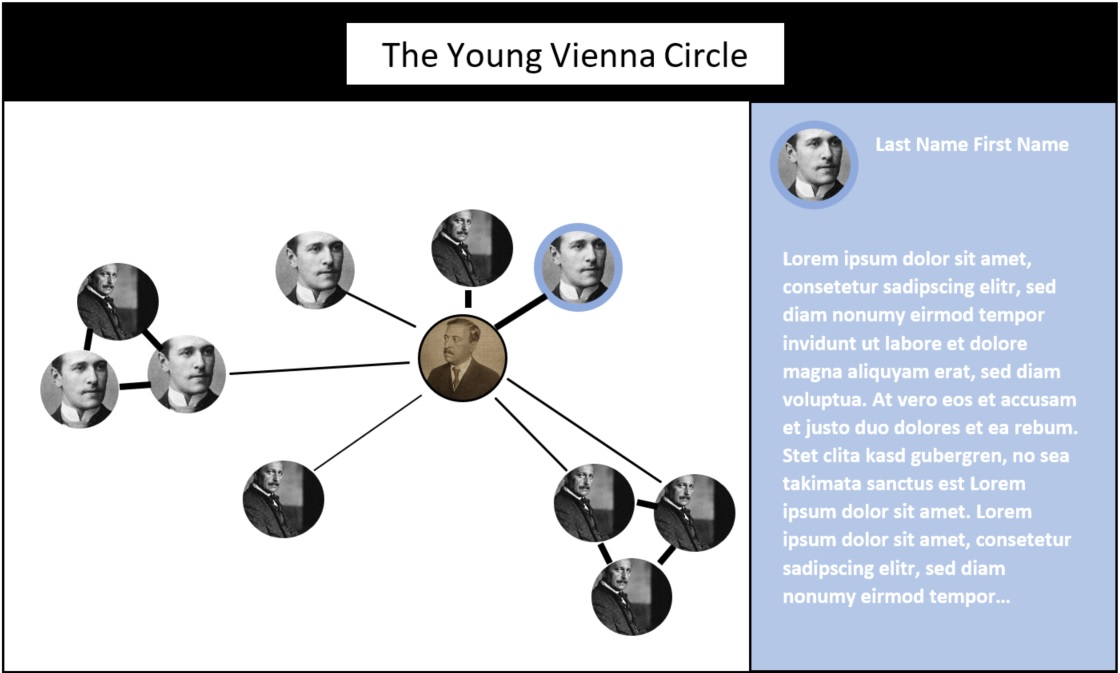 The Young Vienna Circle
Last Name First Name
Lorem ipsum dolor sit amet,
consetetur sadipscing elitr, sed
diam nonumy eirmod tempor
invidunt ut labore et dolore
magna aliquyam erat, sed diam
voluptua. At vero eos et accusam
et justo duo dolores et ea rebum.
Stet clita kasd gubergren, no sea
takimata sanctus est Lorem
ipsum dolor sit amet. Lorem
ipsum dolor sit amet, consetetur
sadipscing elitr, sed diam
nonumy eirmod tempor…